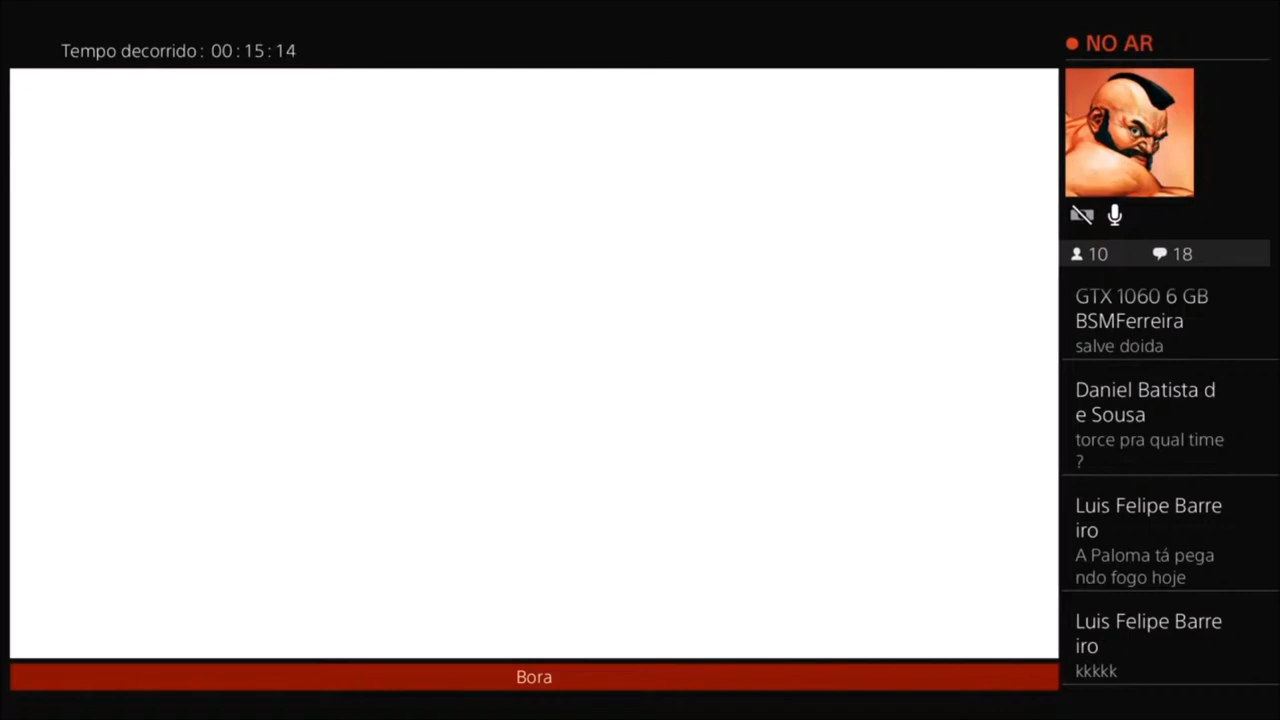 Tempo decorrido: 00:15:14
NO AR
10 18
GTX 1060 6 GB
BSMFerreira
salve doida
Daniel Batista d
e Sousa
torce pra qual time
?
Luis Felipe Barre
iro
A Paloma tá pega
ndo fogo hoje
Luis Felipe Barre
iro
kkkkk
Bora